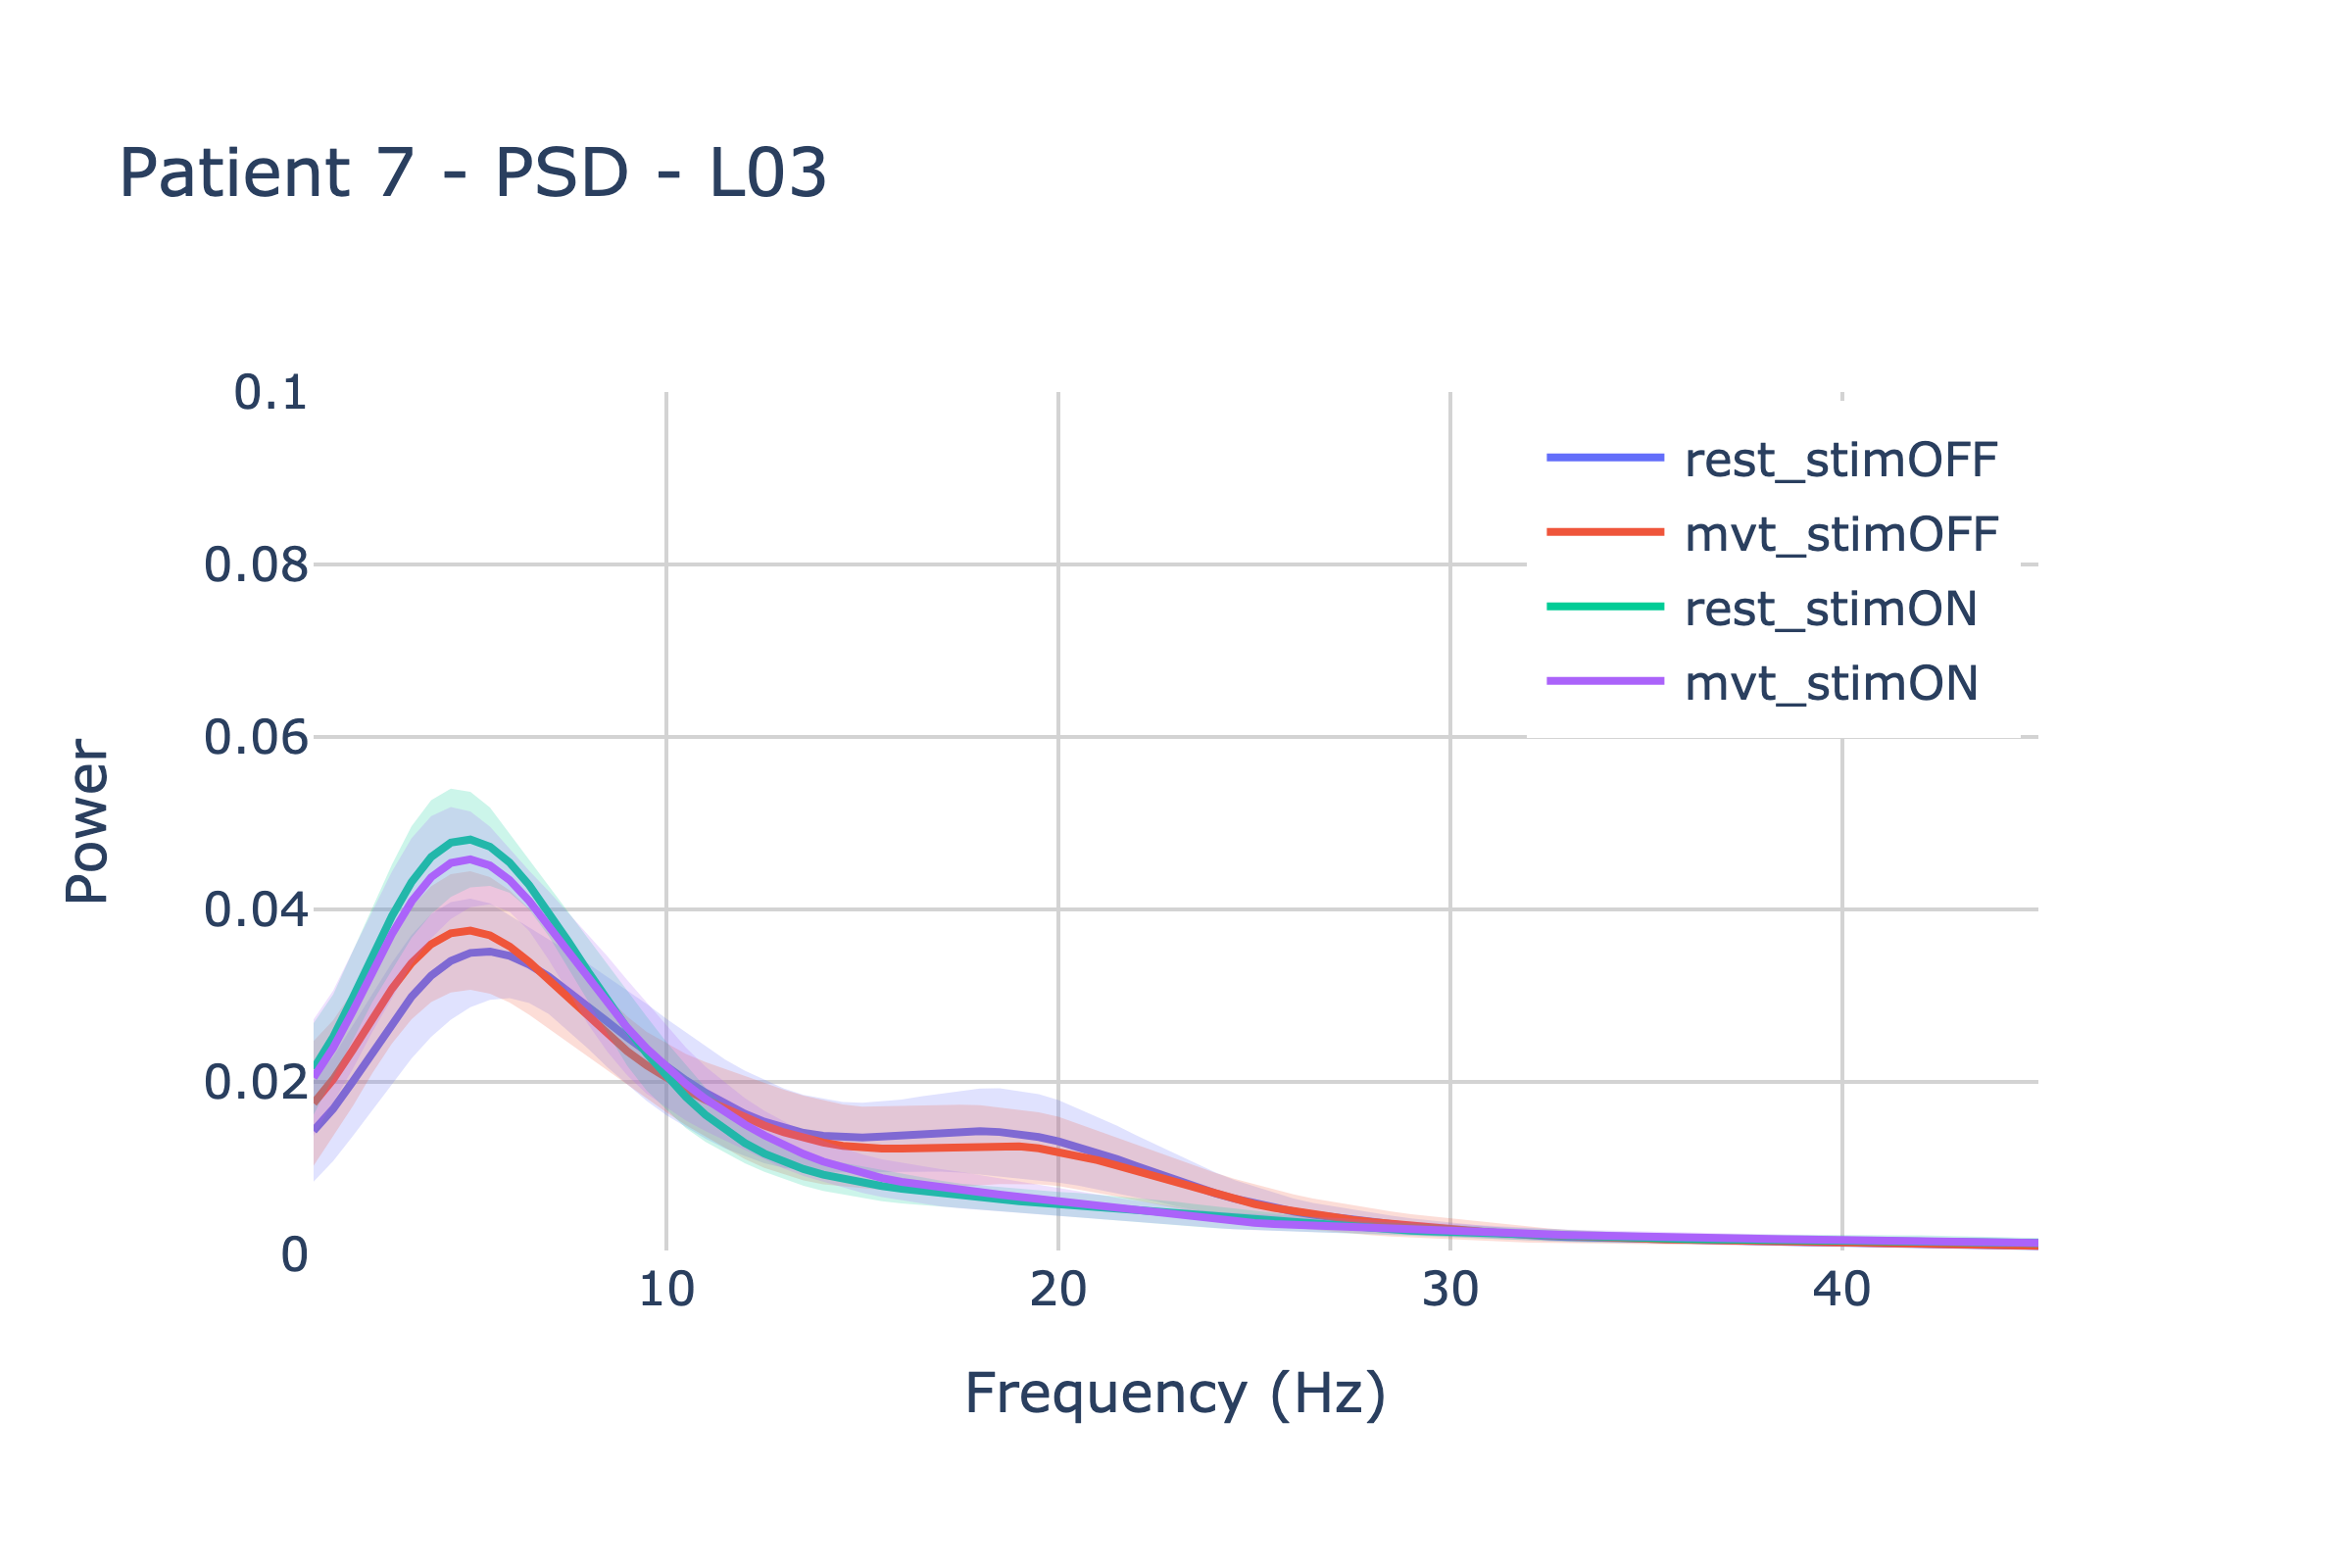 Patient 7 - PSD - L03
0.1
0.08
0.06
0.04
0.02
0
Power
10 20 30 40
Frequency (Hz)
rest_stimOFF
mvt_stimOFF
rest_stimON
mvt_stimON